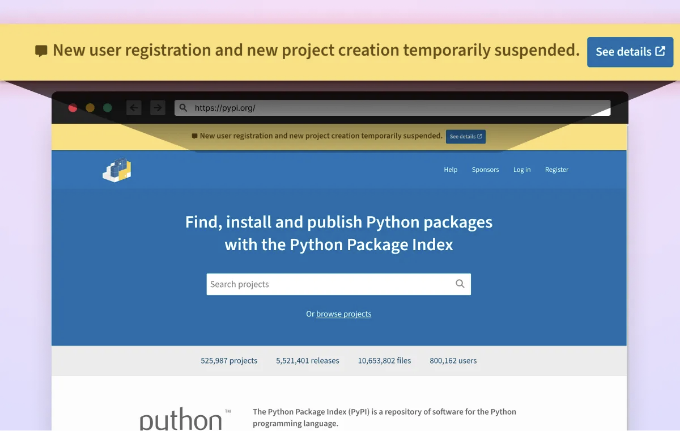 New user registration and new project creation temporarily suspended. See details
https://pypi.org/
New user registration and new project creation temporarily suspended. See details
Help Sponsors Log in Register
Find, install and publish Python packages
with the Python Package Index
Search projects
Or browse projects
525,987 projects 5,521,401 releases 10,653,802 files 800,162 users
python™
The Python Package Index (PyPI) is a repository of software for the Python
programming language.